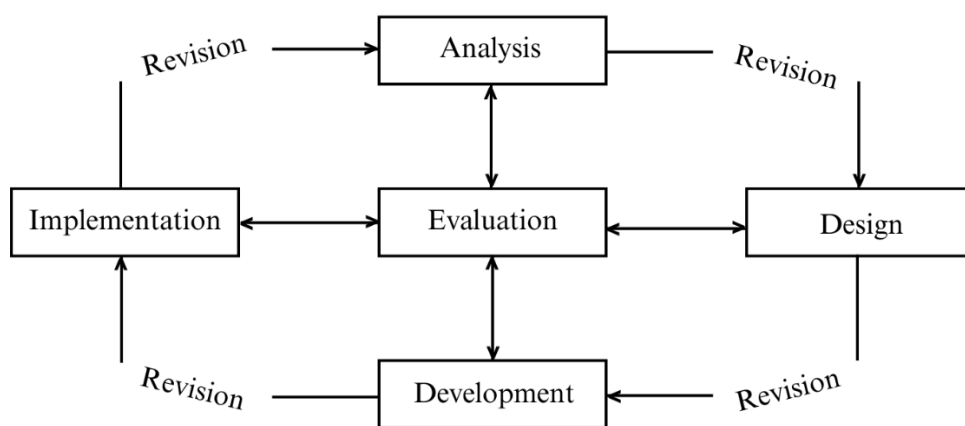 Revision
Analysis
Revision
Implementation
Evaluation
Design
Revision
Development
Revision